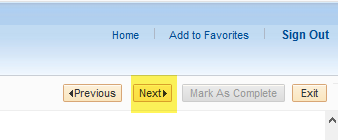 Home Add to Favorites Sign Out
Previous Next Mark As Complete Exit